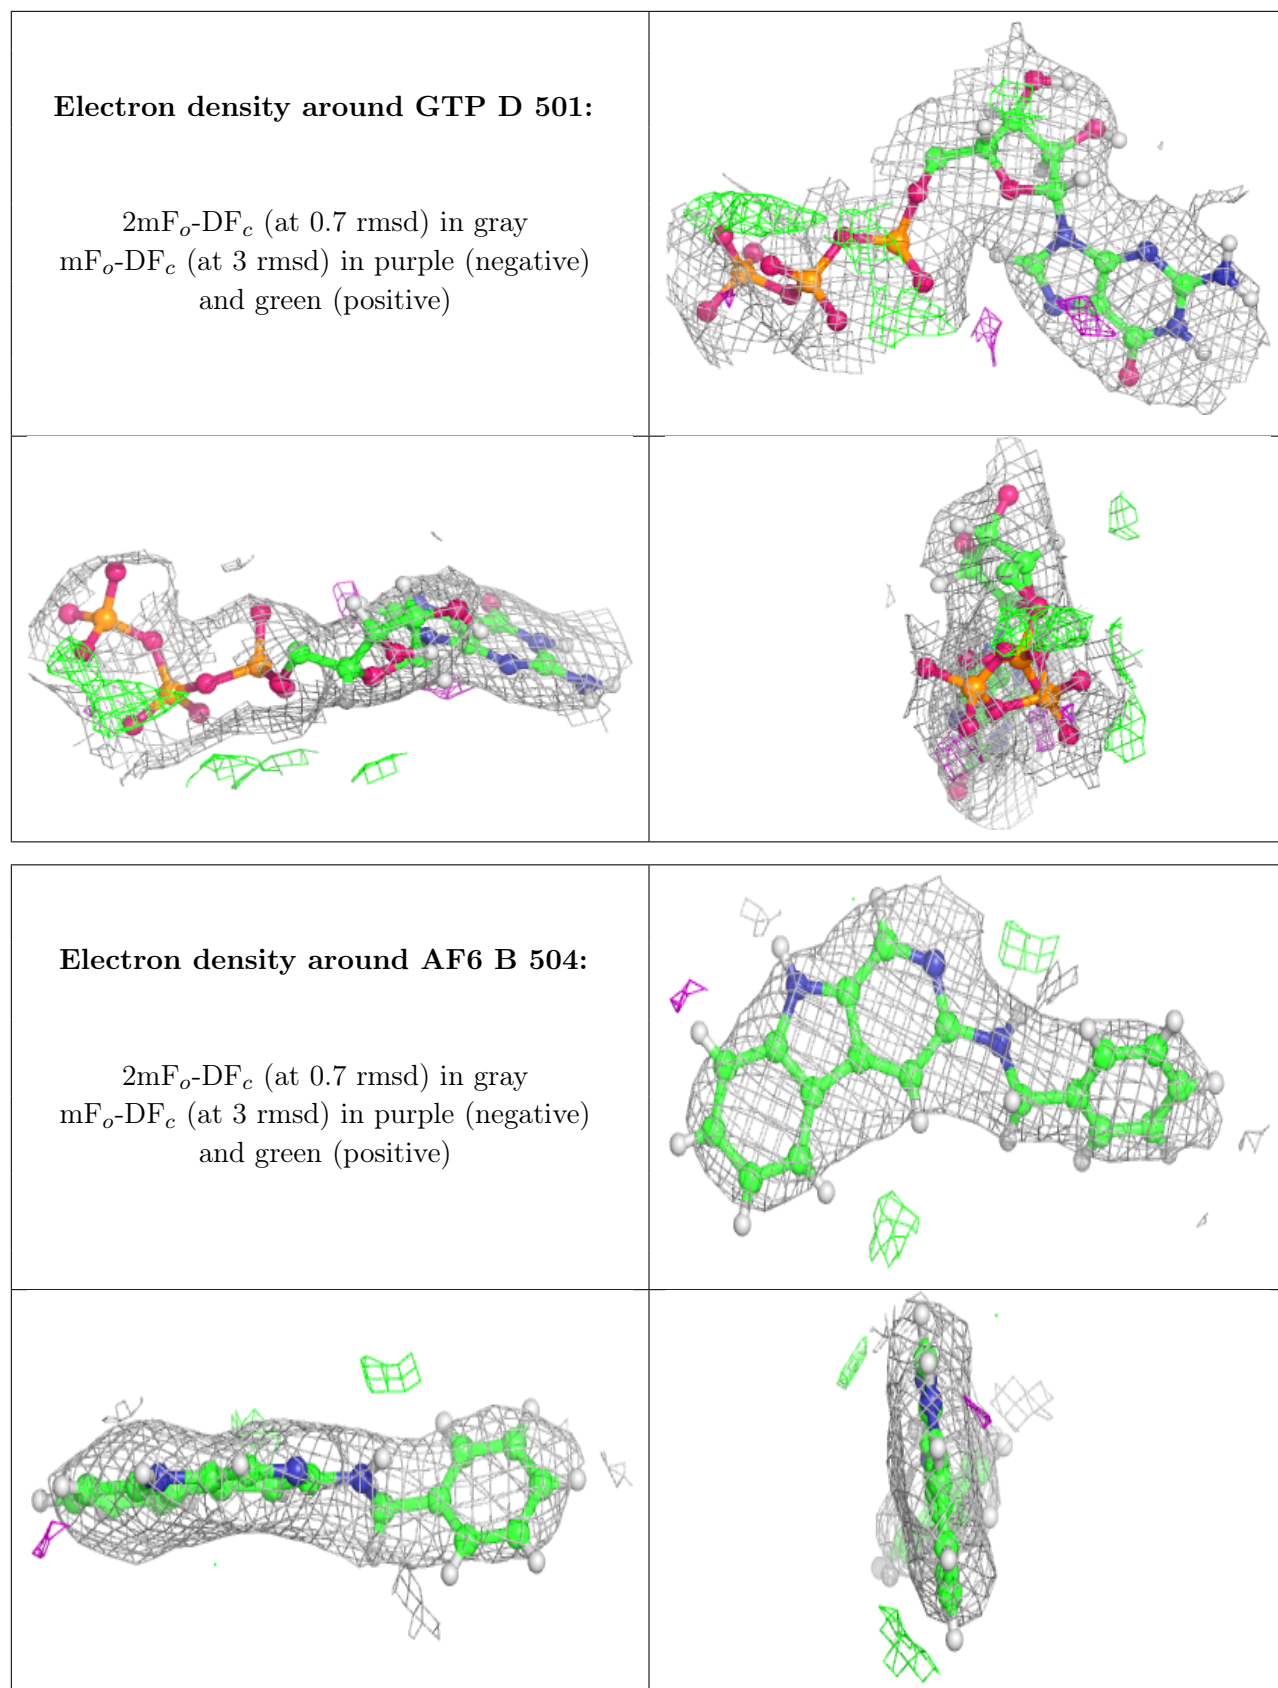 Electron density around GTP D 501:
2mFo-DFc (at 0.7 rmsd) in gray
mFo-DFc (at 3 rmsd) in purple (negative)
and green (positive)
Electron density around AF6 B 504:
2mFo-DFc (at 0.7 rmsd) in gray
mFo-DFc (at 3 rmsd) in purple (negative)
and green (positive)